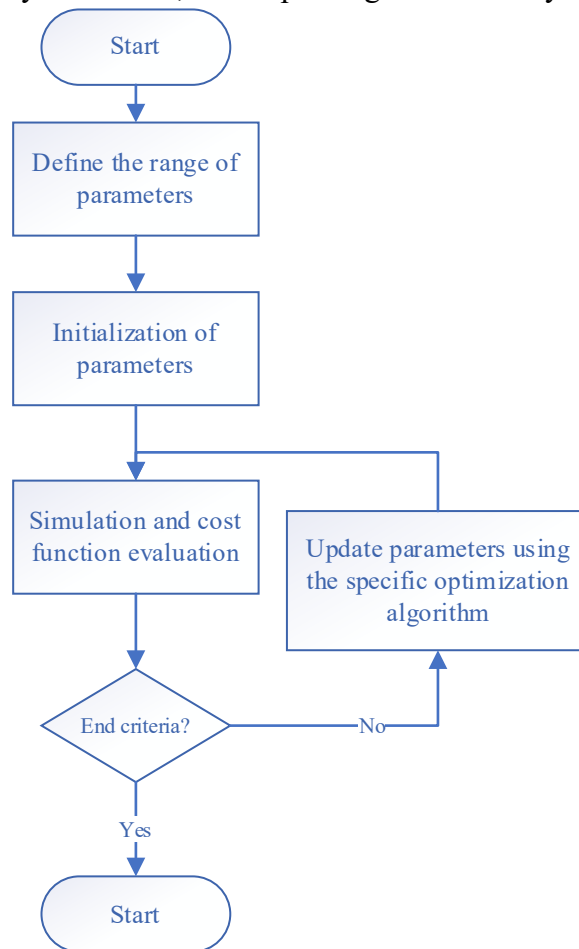 Start
Define the range of
parameters
Initialization of
parameters
Simulation and cost
function evaluation
Update parameters using
the specific optimization
algorithm
End criteria?
No
Yes
Start